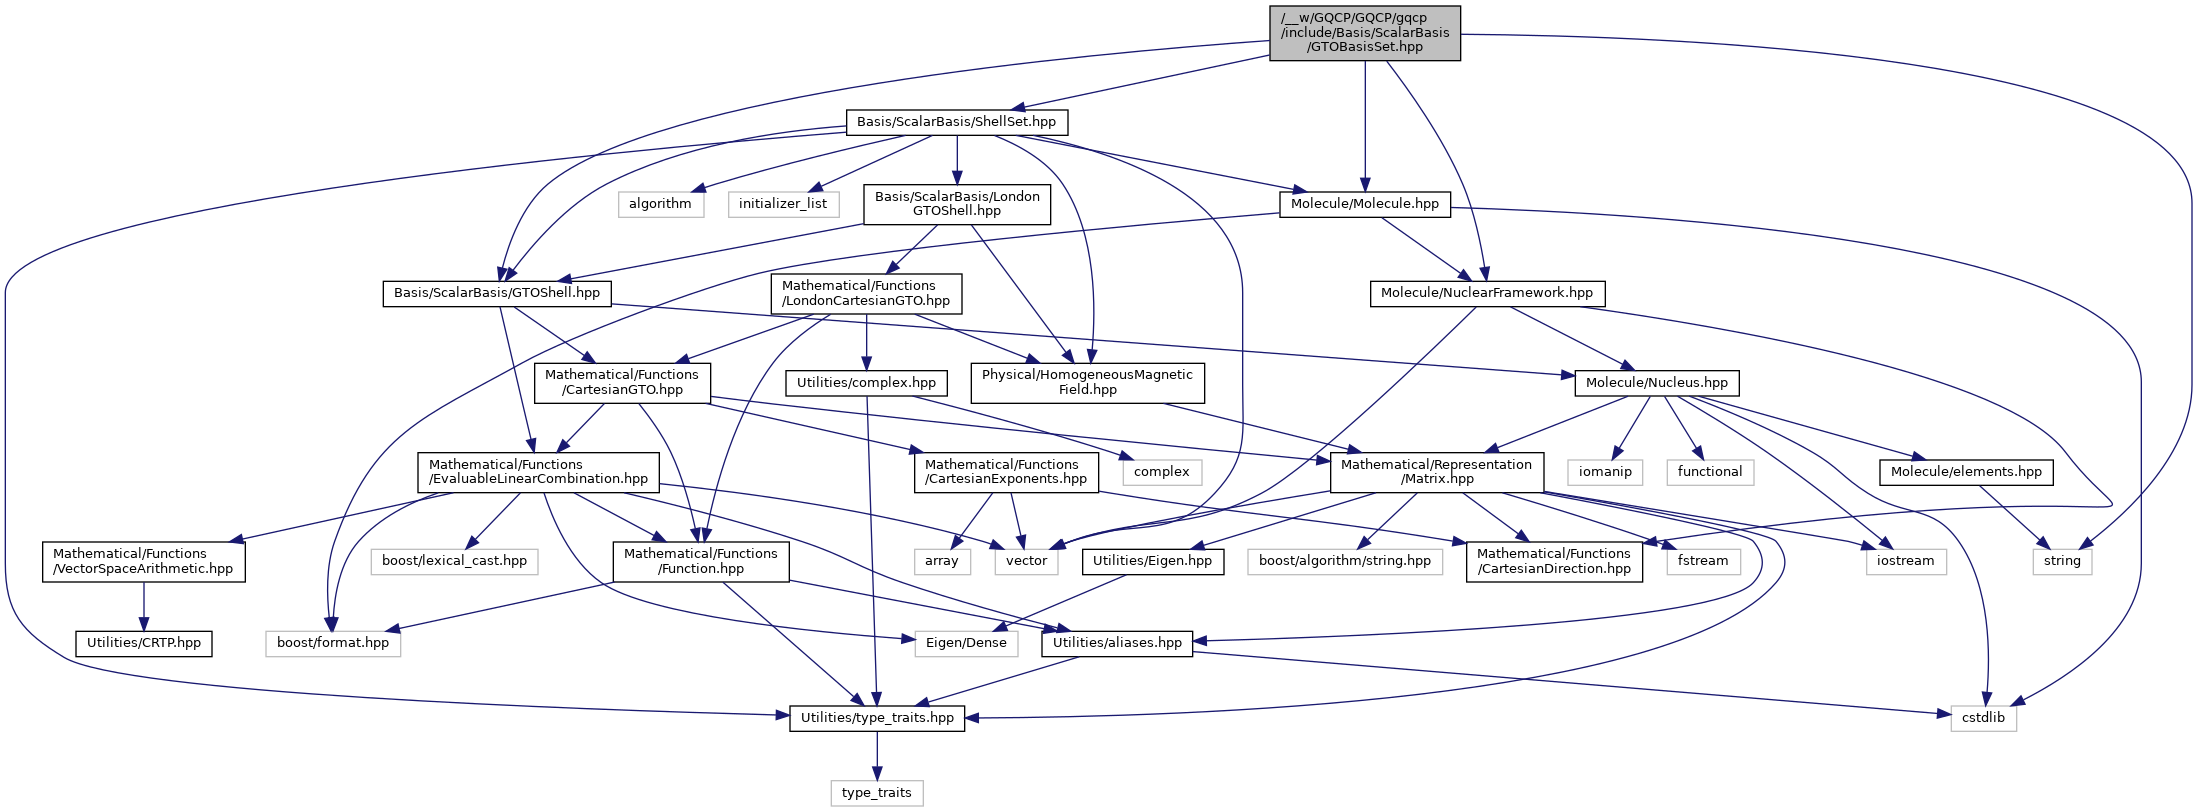 /__w/GQCP/GQCP/gqcp
/include/Basis/ScalarBasis
/GTOBasisSet.hpp
Basis/ScalarBasis/ShellSet.hpp
algorithm
initializer_list
Basis/ScalarBasis/London
GTOShell.hpp
Molecule/Molecule.hpp
Basis/ScalarBasis/GTOShell.hpp
Mathematical/Functions
/LondonCartesianGTO.hpp
Molecule/NuclearFramework.hpp
Mathematical/Functions
/CartesianGTO.hpp
Utilities/complex.hpp
Physical/HomogeneousMagnetic
Field.hpp
Molecule/Nucleus.hpp
Mathematical/Functions
/EvaluableLinearCombination.hpp
Mathematical/Functions
/CartesianExponents.hpp
complex
Mathematical/Representation
/Matrix.hpp
iomanip
functional
Molecule/elements.hpp
Mathematical/Functions
/VectorSpaceArithmetic.hpp
boost/lexical_cast.hpp
Mathematical/Functions
/Function.hpp
array
vector
Utilities/Eigen.hpp
boost/algorithm/string.hpp
Mathematical/Functions
/CartesianDirection.hpp
fstream
iostream
string
Utilities/CRTP.hpp
boost/format.hpp
Eigen/Dense
Utilities/aliases.hpp
Utilities/type_traits.hpp
cstdlib
type_traits